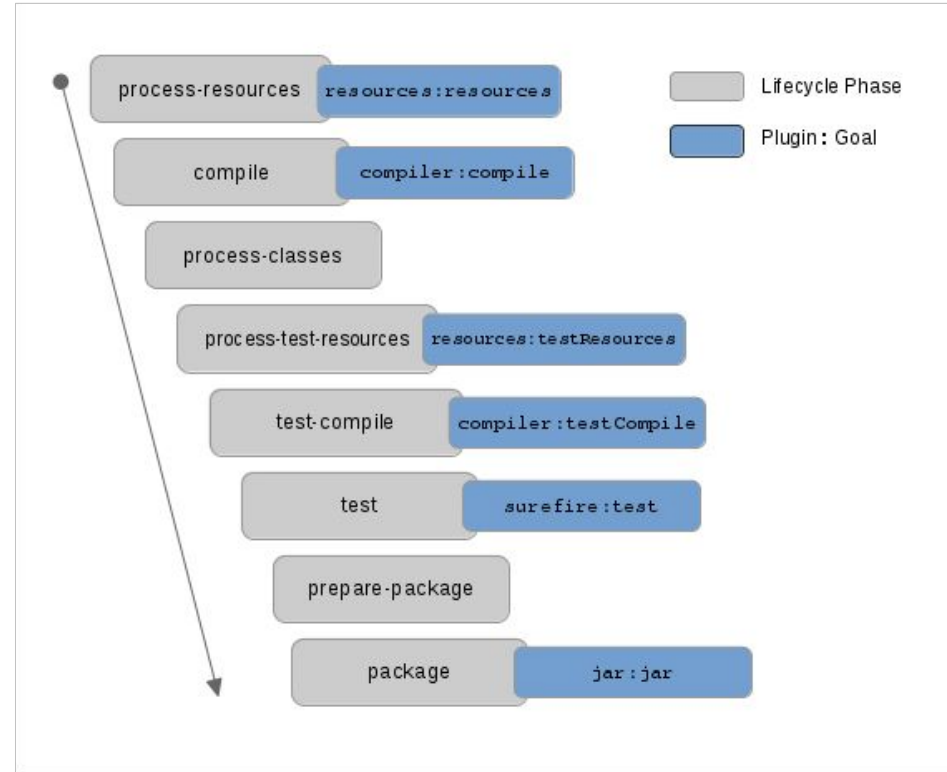 process-resources resources:resources
Lifecycle Phase
compile compiler:compile
Plugin: Goal
process-classes
process-test-resources resources:testResources
test-compile compiler:testCompile
test surefire:test
prepare-package
package jar:jar